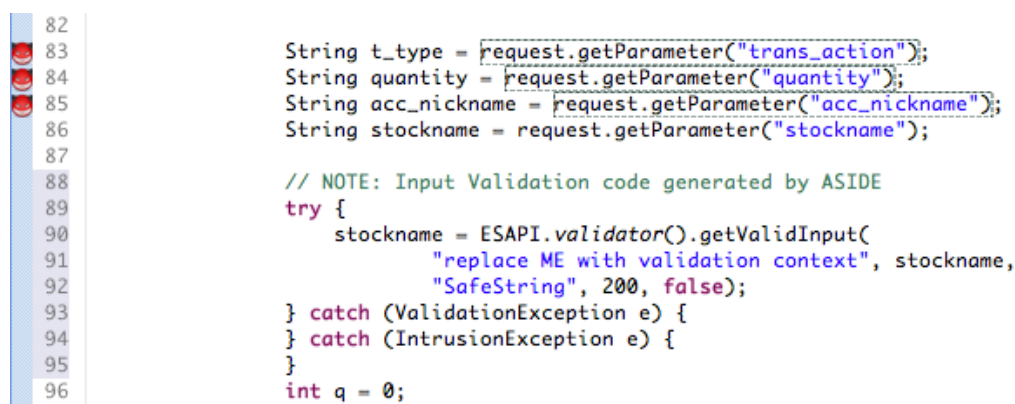 82
83 String t_type = request.getParameter("trans_action");
84 String quantity = request.getParameter("quantity");
85 String acc_nickname = request.getParameter("acc_nickname");
86 String stockname = request.getParameter("stockname");
87
88 // NOTE: Input Validation code generated by ASIDE
89 try {
90 stockname = ESAPI.validator().getValidInput(
91 "replace ME with validation context", stockname,
92 "SafeString", 200, false);
93 } catch (ValidationException e) {
94 } catch (IntrusionException e) {
95 }
96 int q = 0;